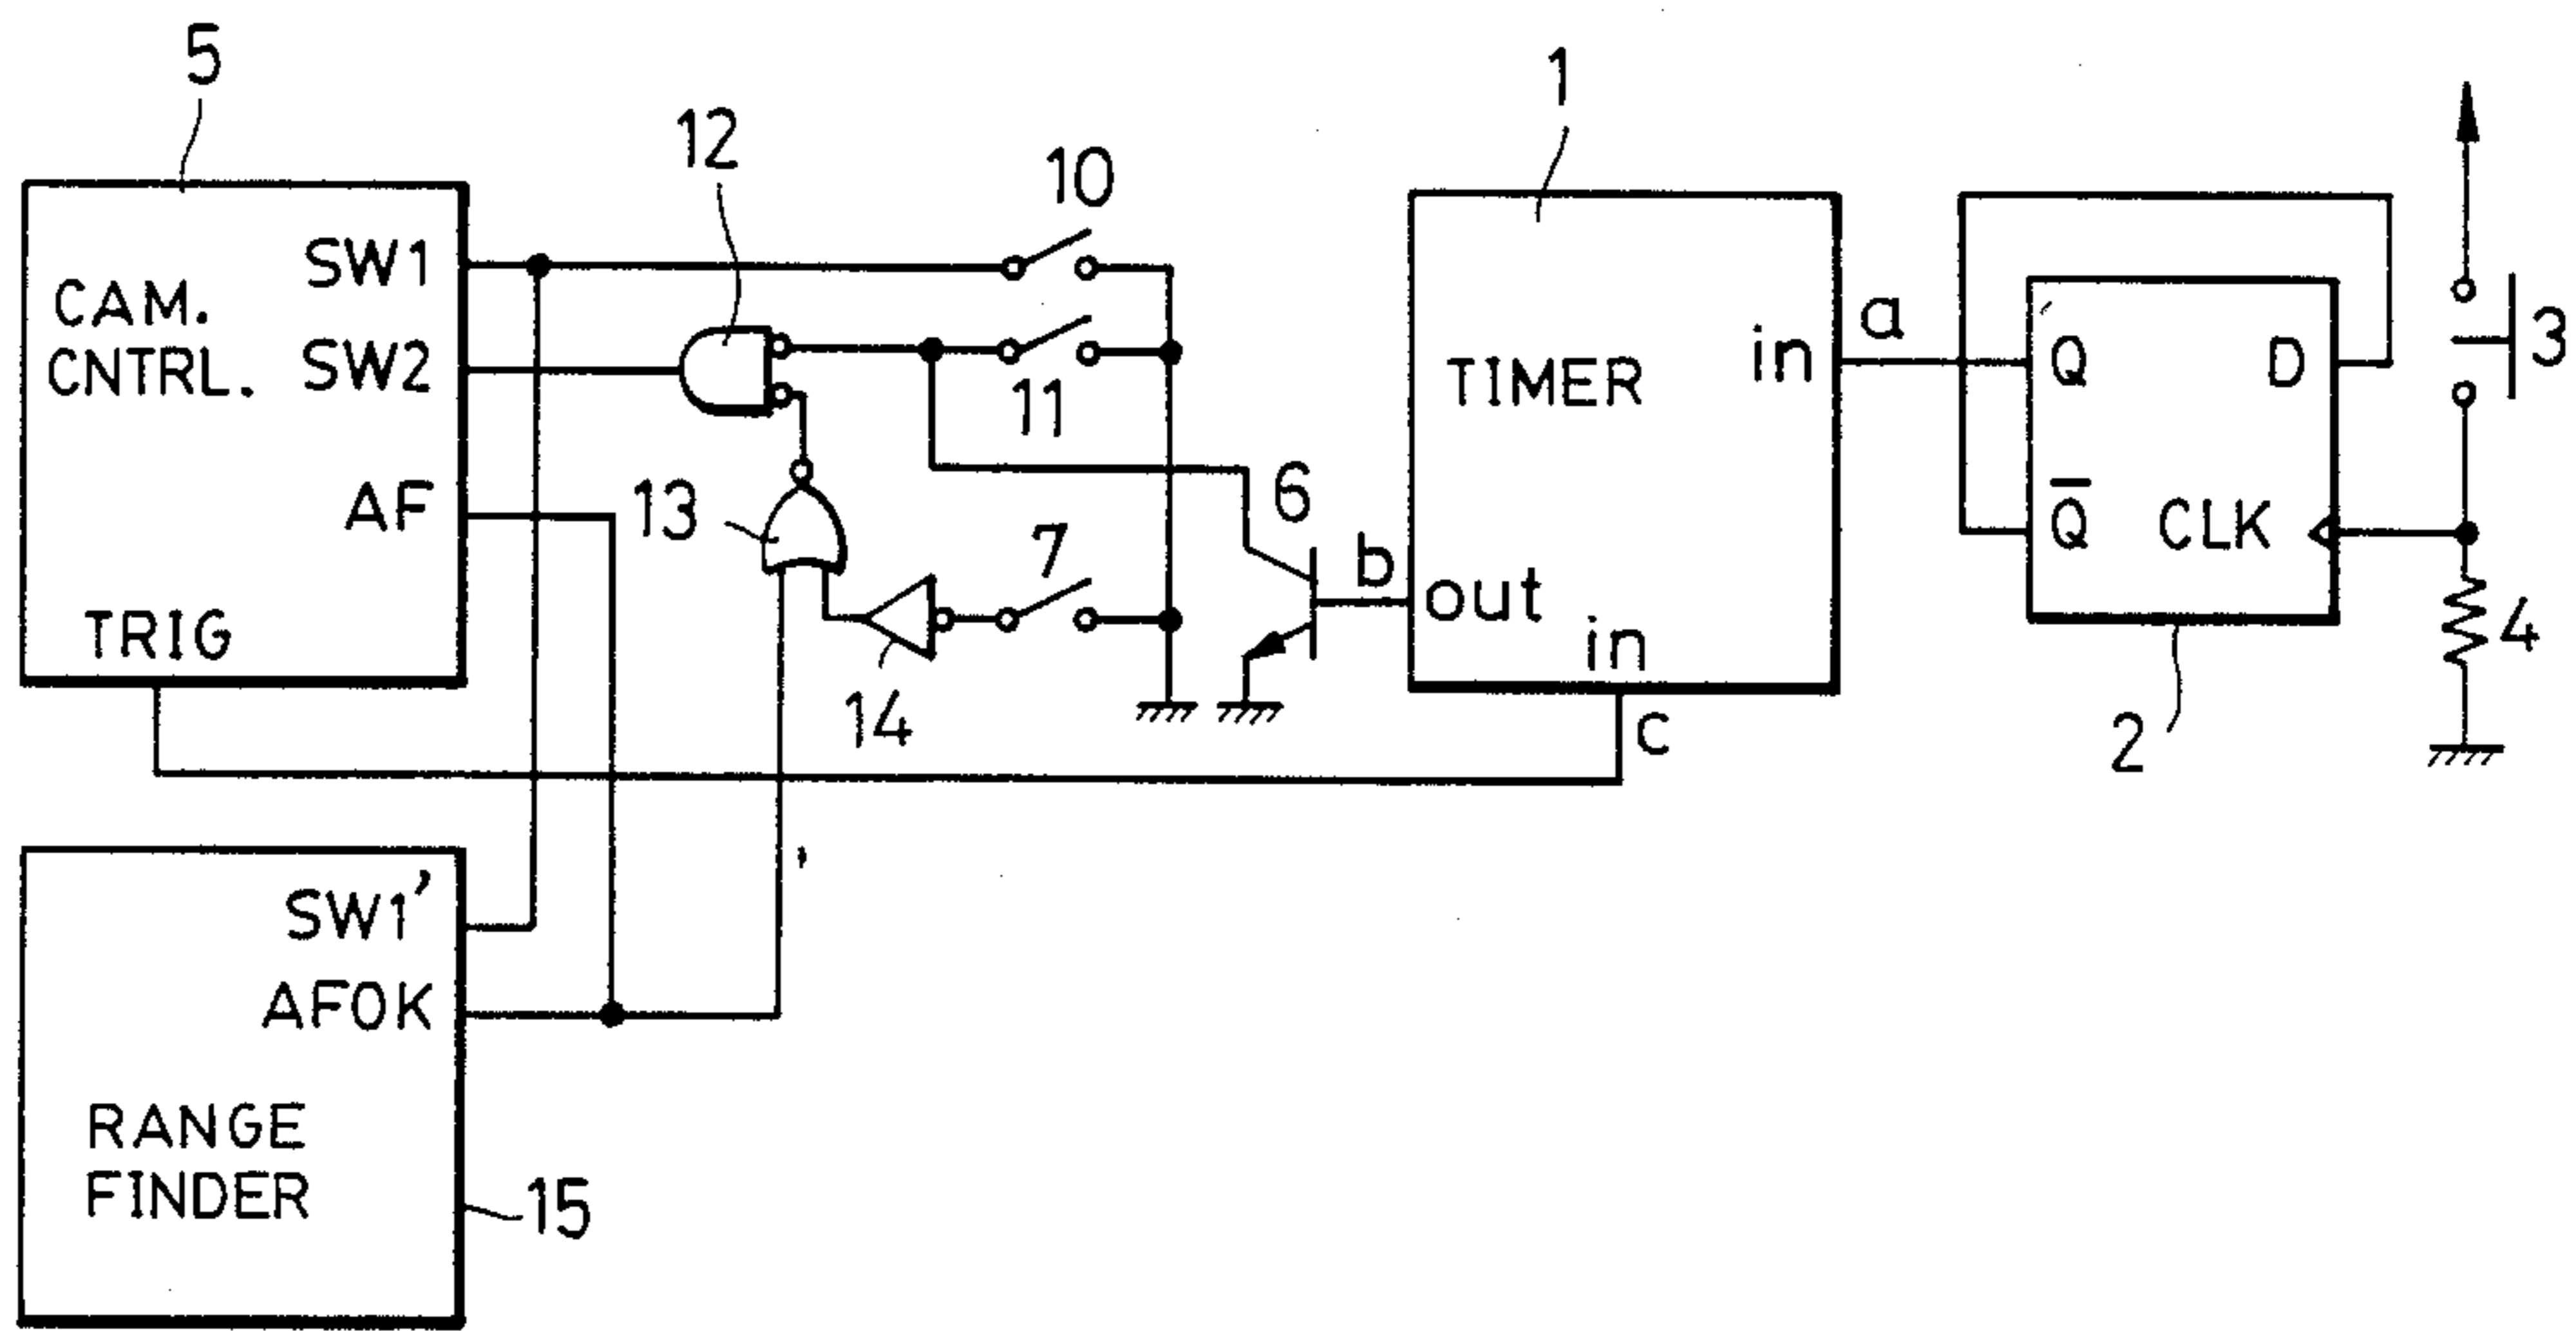 5
12
10
1
SW1
CAM.
CNTRL.
SW2
11
TIMER
in
a
Q
D
3
AF
13
7
6
b
out
Q̅
CLK
TRIG
14
in
c
2
4
SW1'
AFOK
RANGE
FINDER
15